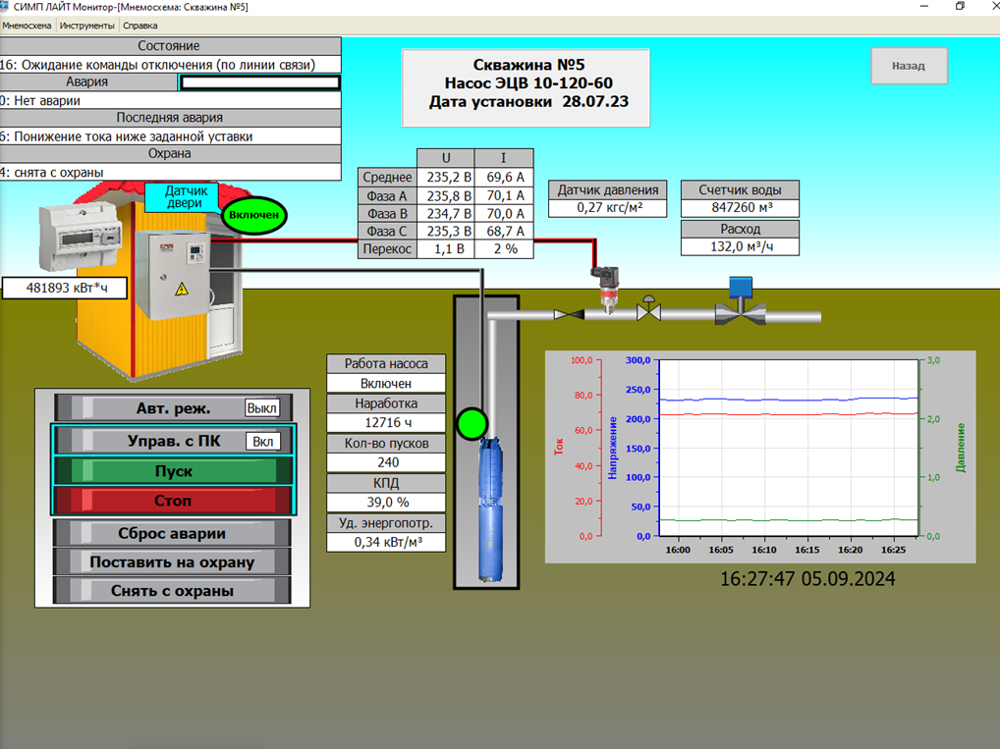 СИМП ЛАЙТ Монитор-[Мнемосхема: Скважина №5]
Мнемосхема Инструменты Справка
Состояние
16: Ожидание команды отключения (по линии связи)
Авария
0: Нет аварии
Последняя авария
6: Понижение тока ниже заданной уставки
Охрана
4: снята с охраны
Скважина №5
Насос ЭЦВ 10-120-60
Дата установки 28.07.23
Назад
Датчик
двери
Включен
481893 кВт*ч
U I
Среднее 235,2 В 69,6 А
Фаза А 235,8 В 70,1 А
Фаза В 234,7 В 70,0 А
Фаза С 235,3 В 68,7 А
Перекос 1,1 В 2 %
Датчик давления
0,27 кгс/м²
Счетчик воды
847260 м³
Расход
132,0 м³/ч
Авт. реж. Выкл
Управ. с ПК Вкл
Пуск
Стоп
Сброс аварии
Поставить на охрану
Снять с охраны
Работа насоса
Включен
Наработка
12716 ч
Кол-во пусков
240
КПД
39,0 %
Уд. энергопотр.
0,34 кВт/м³
Ток
100,0
80,0
60,0
40,0
20,0
0,0
Напряжение
300,0
250,0
200,0
150,0
100,0
50,0
0,0
3,0
2,0
1,0
0,0
Давление
16:00 16:05 16:10 16:15 16:20 16:25
16:27:47 05.09.2024